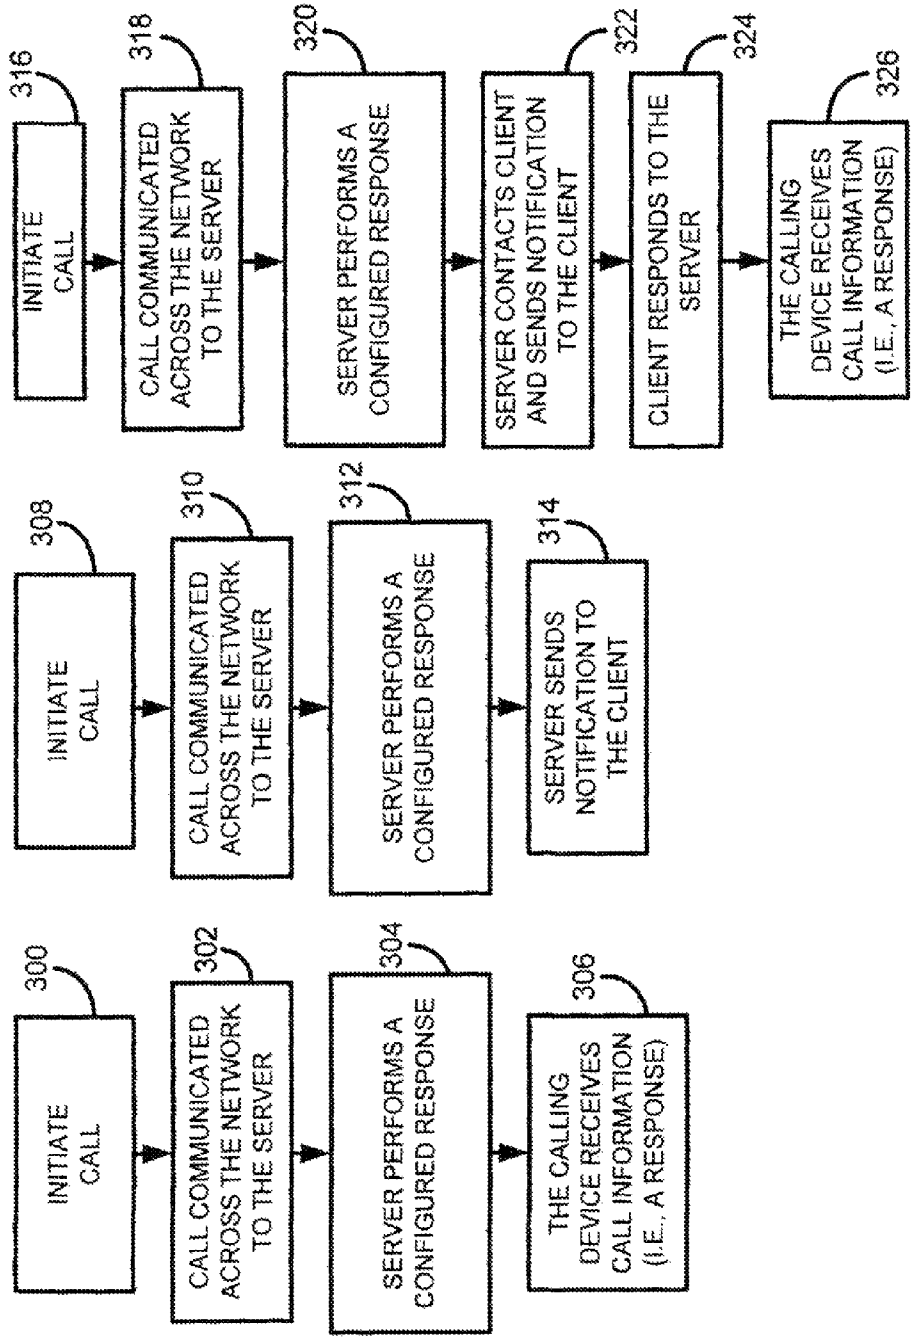 300
INITIATE
CALL
302
CALL COMMUNICATED
ACROSS THE NETWORK
TO THE SERVER
304
SERVER PERFORMS A
CONFIGURED RESPONSE
306
THE CALLING
DEVICE RECEIVES
CALL INFORMATION
(I.E., A RESPONSE)
308
INITIATE
CALL
310
CALL COMMUNICATED
ACROSS THE NETWORK
TO THE SERVER
312
SERVER PERFORMS A
CONFIGURED RESPONSE
314
SERVER SENDS
NOTIFICATION TO
THE CLIENT
316
INITIATE
CALL
318
CALL COMMUNICATED
ACROSS THE NETWORK
TO THE SERVER
320
SERVER PERFORMS A
CONFIGURED RESPONSE
322
SERVER CONTACTS CLIENT
AND SENDS NOTIFICATION
TO THE CLIENT
324
CLIENT RESPONDS TO THE
SERVER
326
THE CALLING
DEVICE RECEIVES
CALL INFORMATION
(I.E., A RESPONSE)